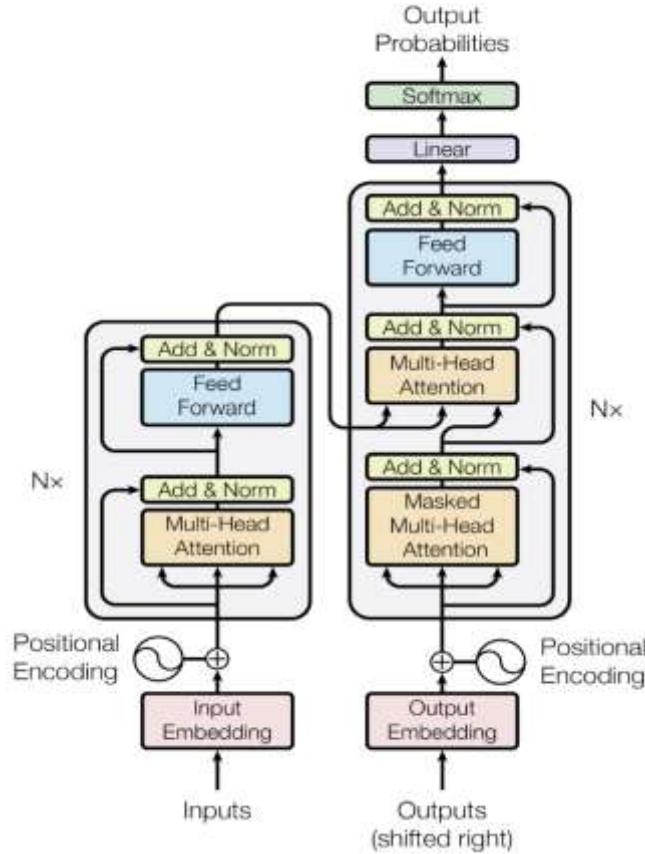 Output
Probabilities
Softmax
Linear
Add & Norm
Feed
Forward
Add & Norm
Multi-Head
Attention
Nx
Add & Norm
Masked
Multi-Head
Attention
Add & Norm
Feed
Forward
Nx
Add & Norm
Multi-Head
Attention
Positional
Encoding
Positional
Encoding
Input
Embedding
Output
Embedding
Inputs
Outputs
(shifted right)